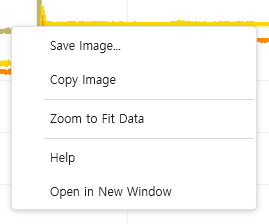 Save Image...
Copy Image
Zoom to Fit Data
Help
Open in New Window